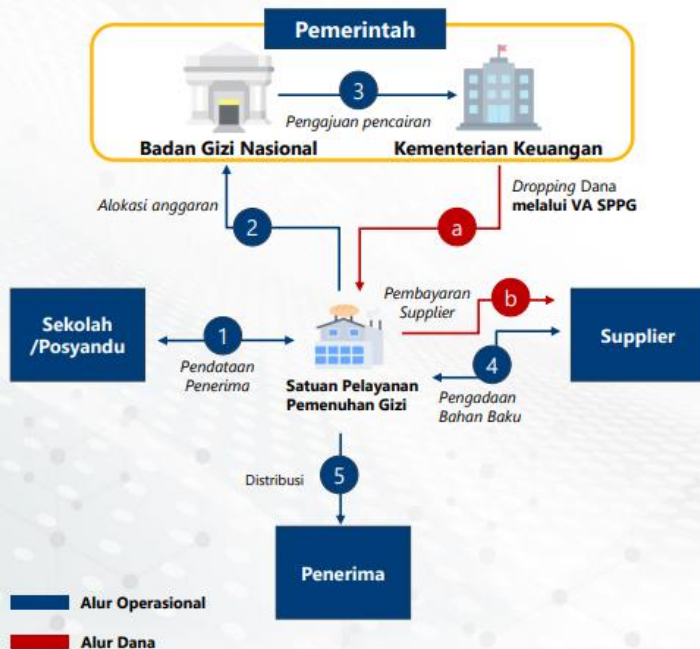 Pemerintah
3
Pengajuan pencairan
Badan Gizi Nasional
Kementerian Keuangan
Alokasi anggaran
2
Dropping Dana
melalui VA SPPG
a
Sekolah
/Posyandu
1
Pendataan
Penerima
Satuan Pelayanan
Pemenuhan Gizi
Pembayaran
Supplier
b
4
Pengadaan
Bahan Baku
Supplier
Distribusi
5
Penerima
Alur Operasional
Alur Dana